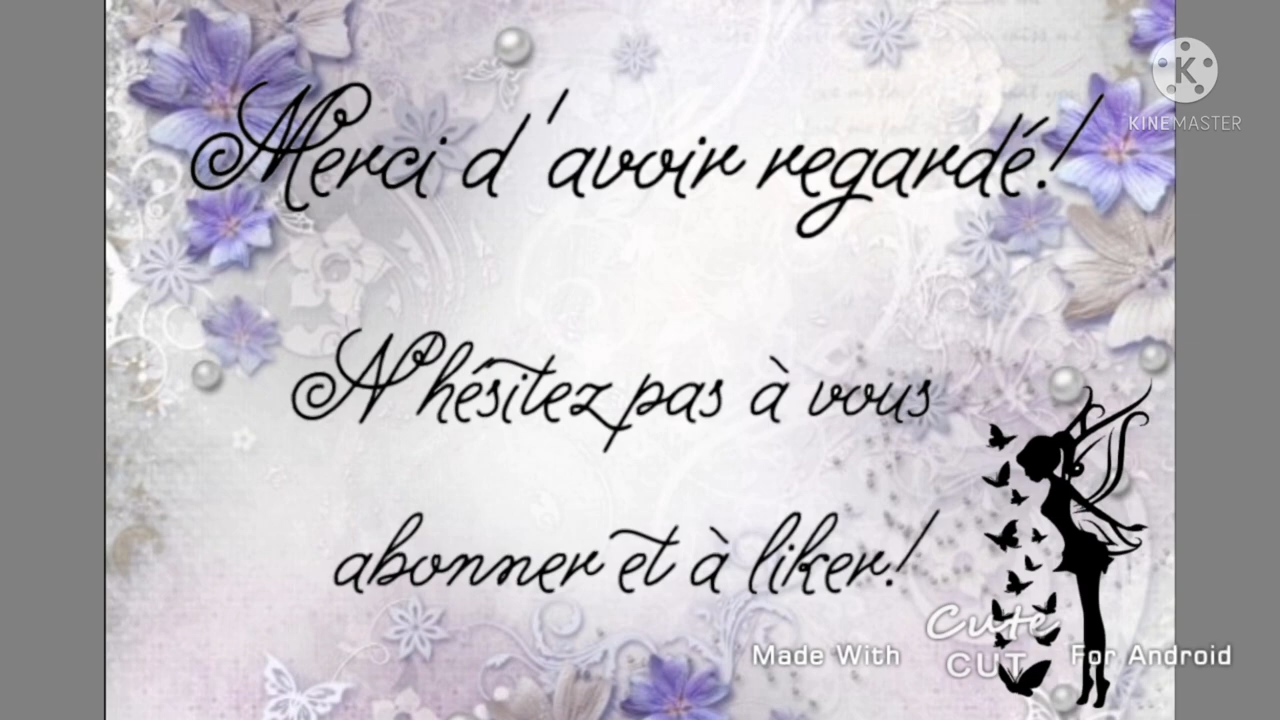 Merci d'avoir regardé!
K
KINEMASTER
N'hésitez pas à vous
abonner et à liker!
Made With Cute CUT For Android